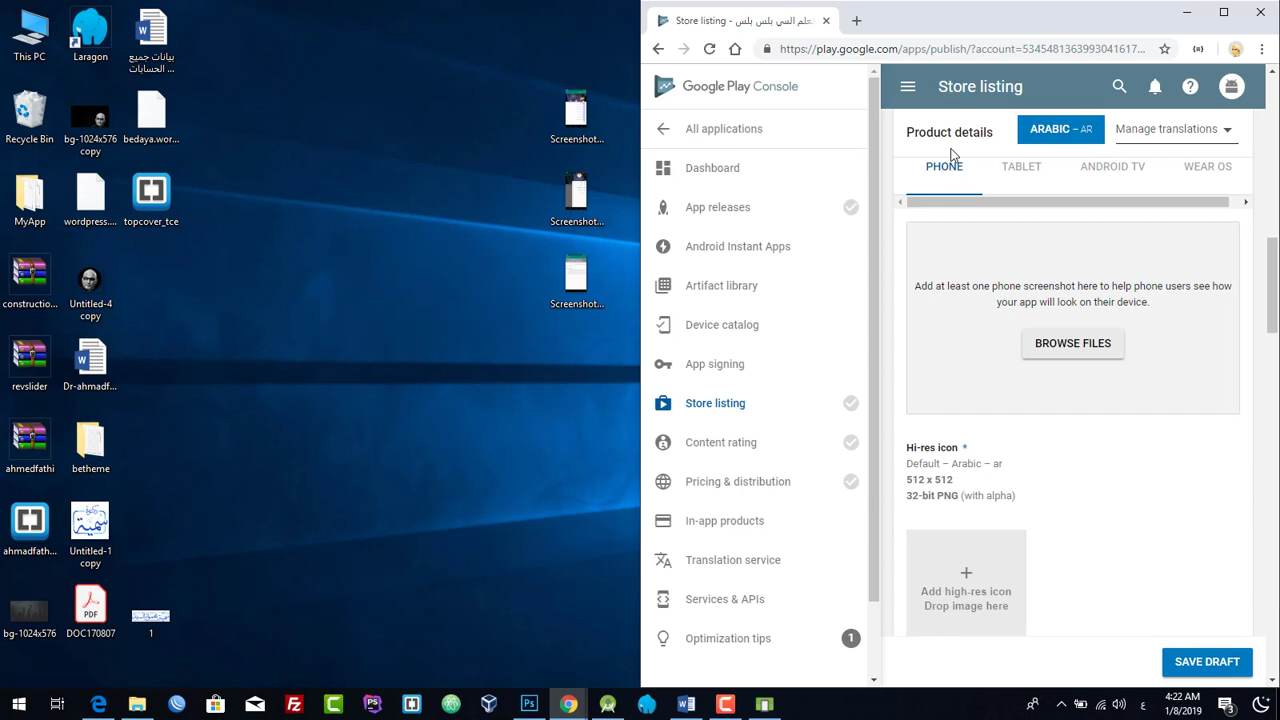 This PC
Laragon
بيانات جميع
الحسابات ...
Recycle Bin
bg-1024x576
copy
bedaya.wor...
MyApp
wordpress....
topcover_tce
constructio...
Untitled-4
copy
revslider
Dr-ahmadf...
ahmedfathi
betheme
ahmadfath...
Untitled-1
copy
bg-1024x576
DOC170807
1
Screenshot...
Screenshot...
Screenshot...
Store listing - تعلم السي بلس بلس
https://play.google.com/apps/publish/?account=5345481363993041617...
Google Play Console
Store listing
All applications
Dashboard
App releases
Android Instant Apps
Artifact library
Device catalog
App signing
Store listing
Content rating
Pricing & distribution
In-app products
Translation service
Services & APIs
Optimization tips 1
Product details
ARABIC – AR
Manage translations
PHONE TABLET ANDROID TV WEAR OS
Add at least one phone screenshot here to help phone users see how
your app will look on their device.
BROWSE FILES
Hi-res icon *
Default – Arabic – ar
512 x 512
32-bit PNG (with alpha)
Add high-res icon
Drop image here
SAVE DRAFT
ع
4:22 AM
1/8/2019
3